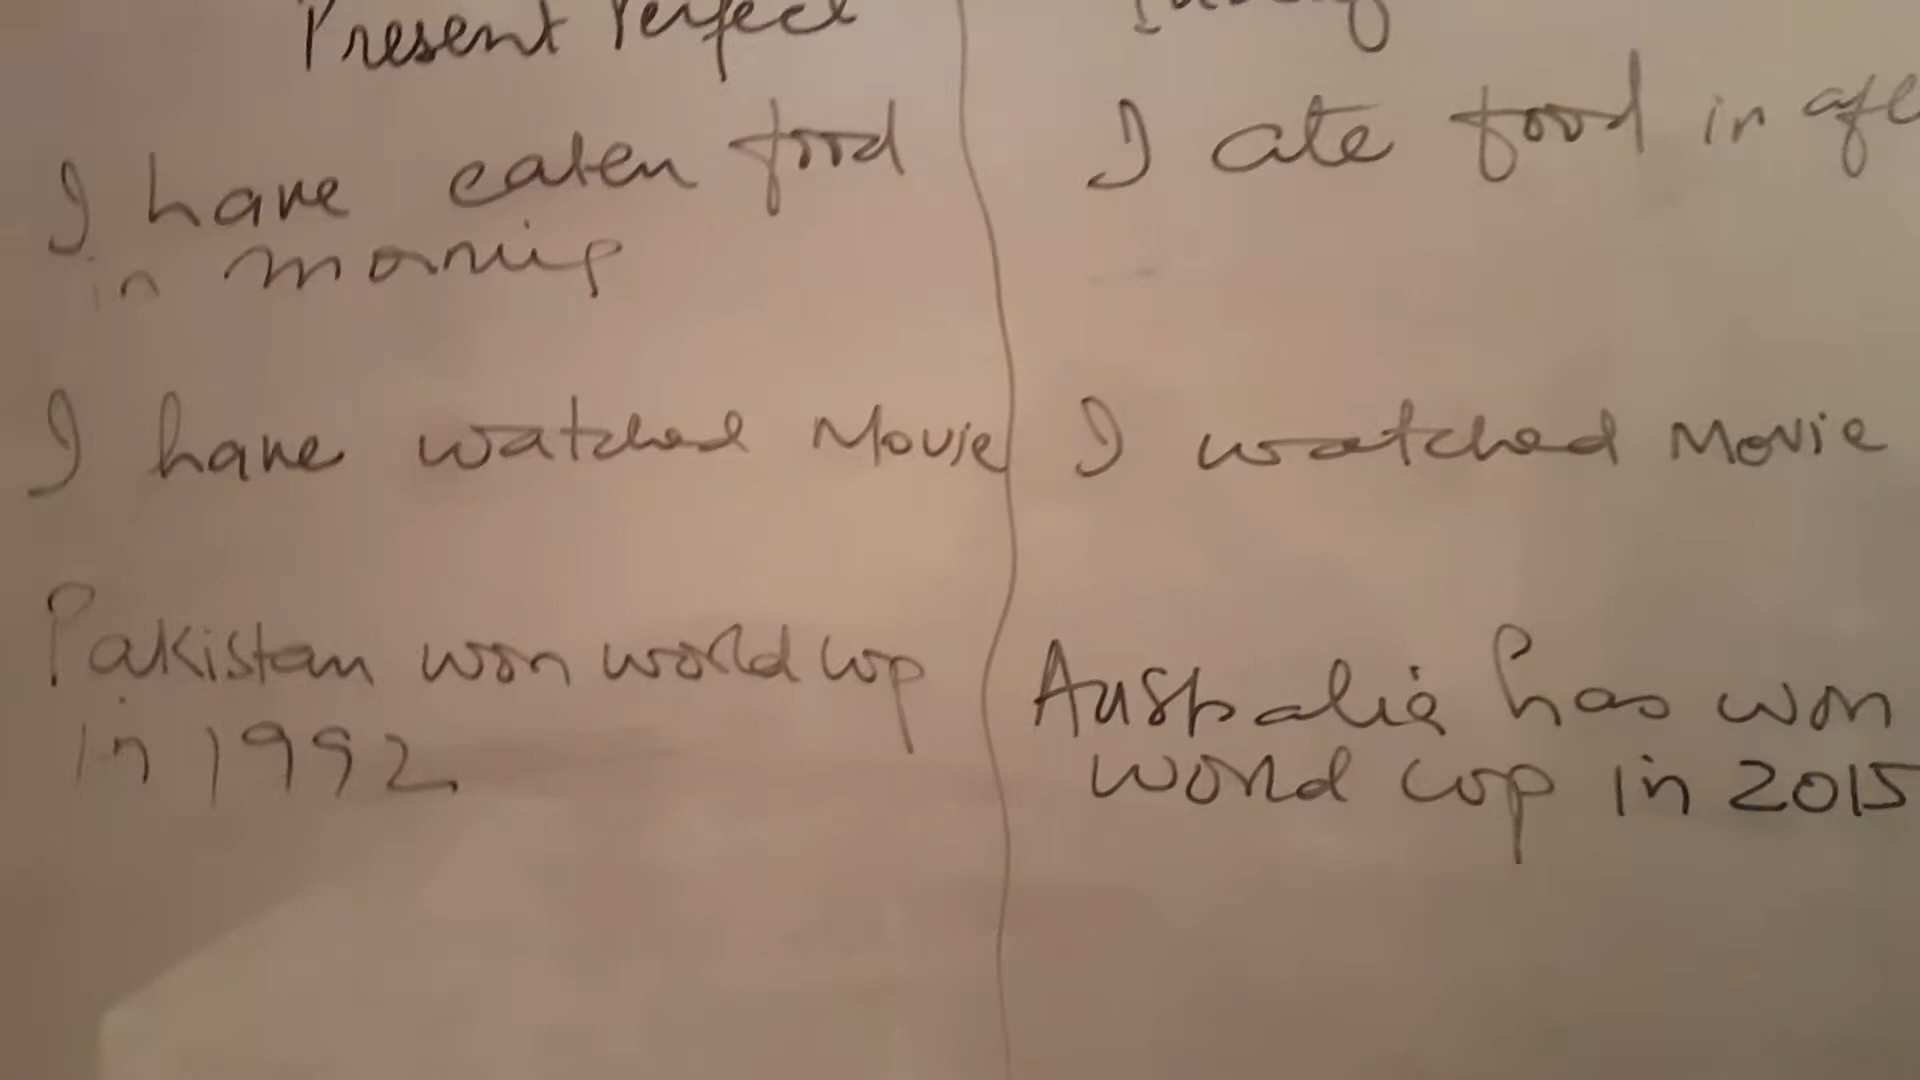 Present Perfect
I have eaten food
in morning
I have watched Movie
Pakistan won world cup
in 1992
I ate food in
I watched Movie
Australia has won
world cup in 2015